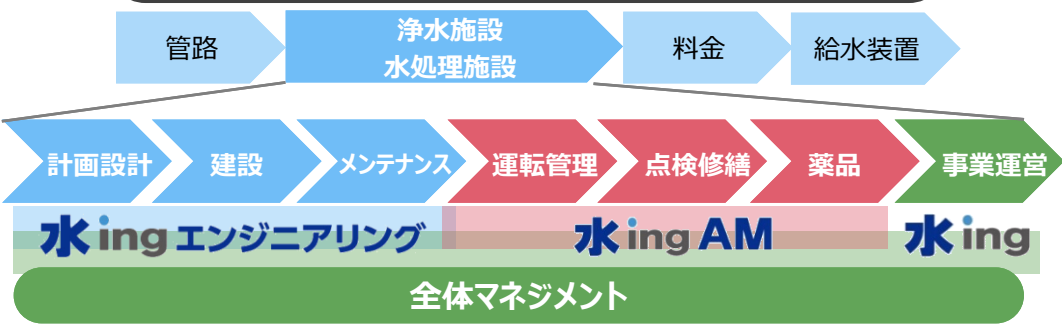 管路
浄水施設
水処理施設
料金
給水装置
計画設計
建設
メンテナンス
運転管理
点検修繕
薬品
事業運営
水ingエンジニアリング
水ing AM
水ing
全体マネジメント